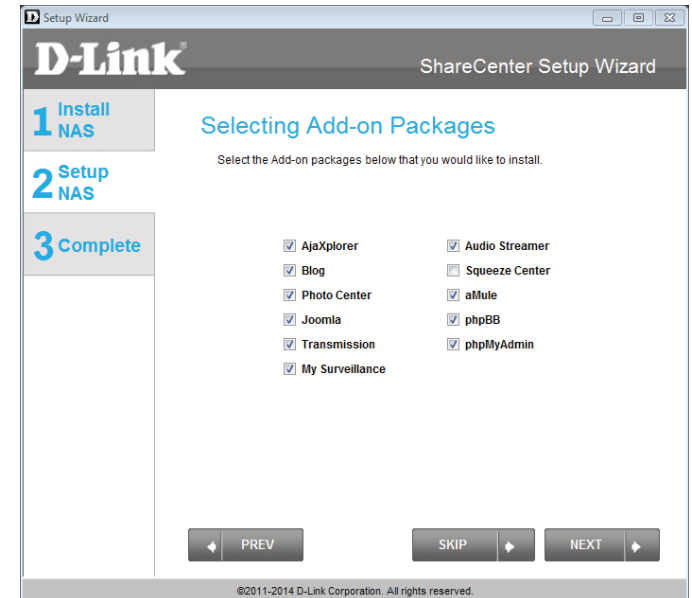 Setup Wizard
D-Link
ShareCenter Setup Wizard
1 Install NAS
2 Setup NAS
3 Complete
Selecting Add-on Packages
Select the Add-on packages below that you would like to install.
AjaXplorer
Audio Streamer
Blog
Squeeze Center
Photo Center
aMule
Joomla
phpBB
Transmission
phpMyAdmin
My Surveillance
PREV
SKIP
NEXT
©2011-2014 D-Link Corporation. All rights reserved.